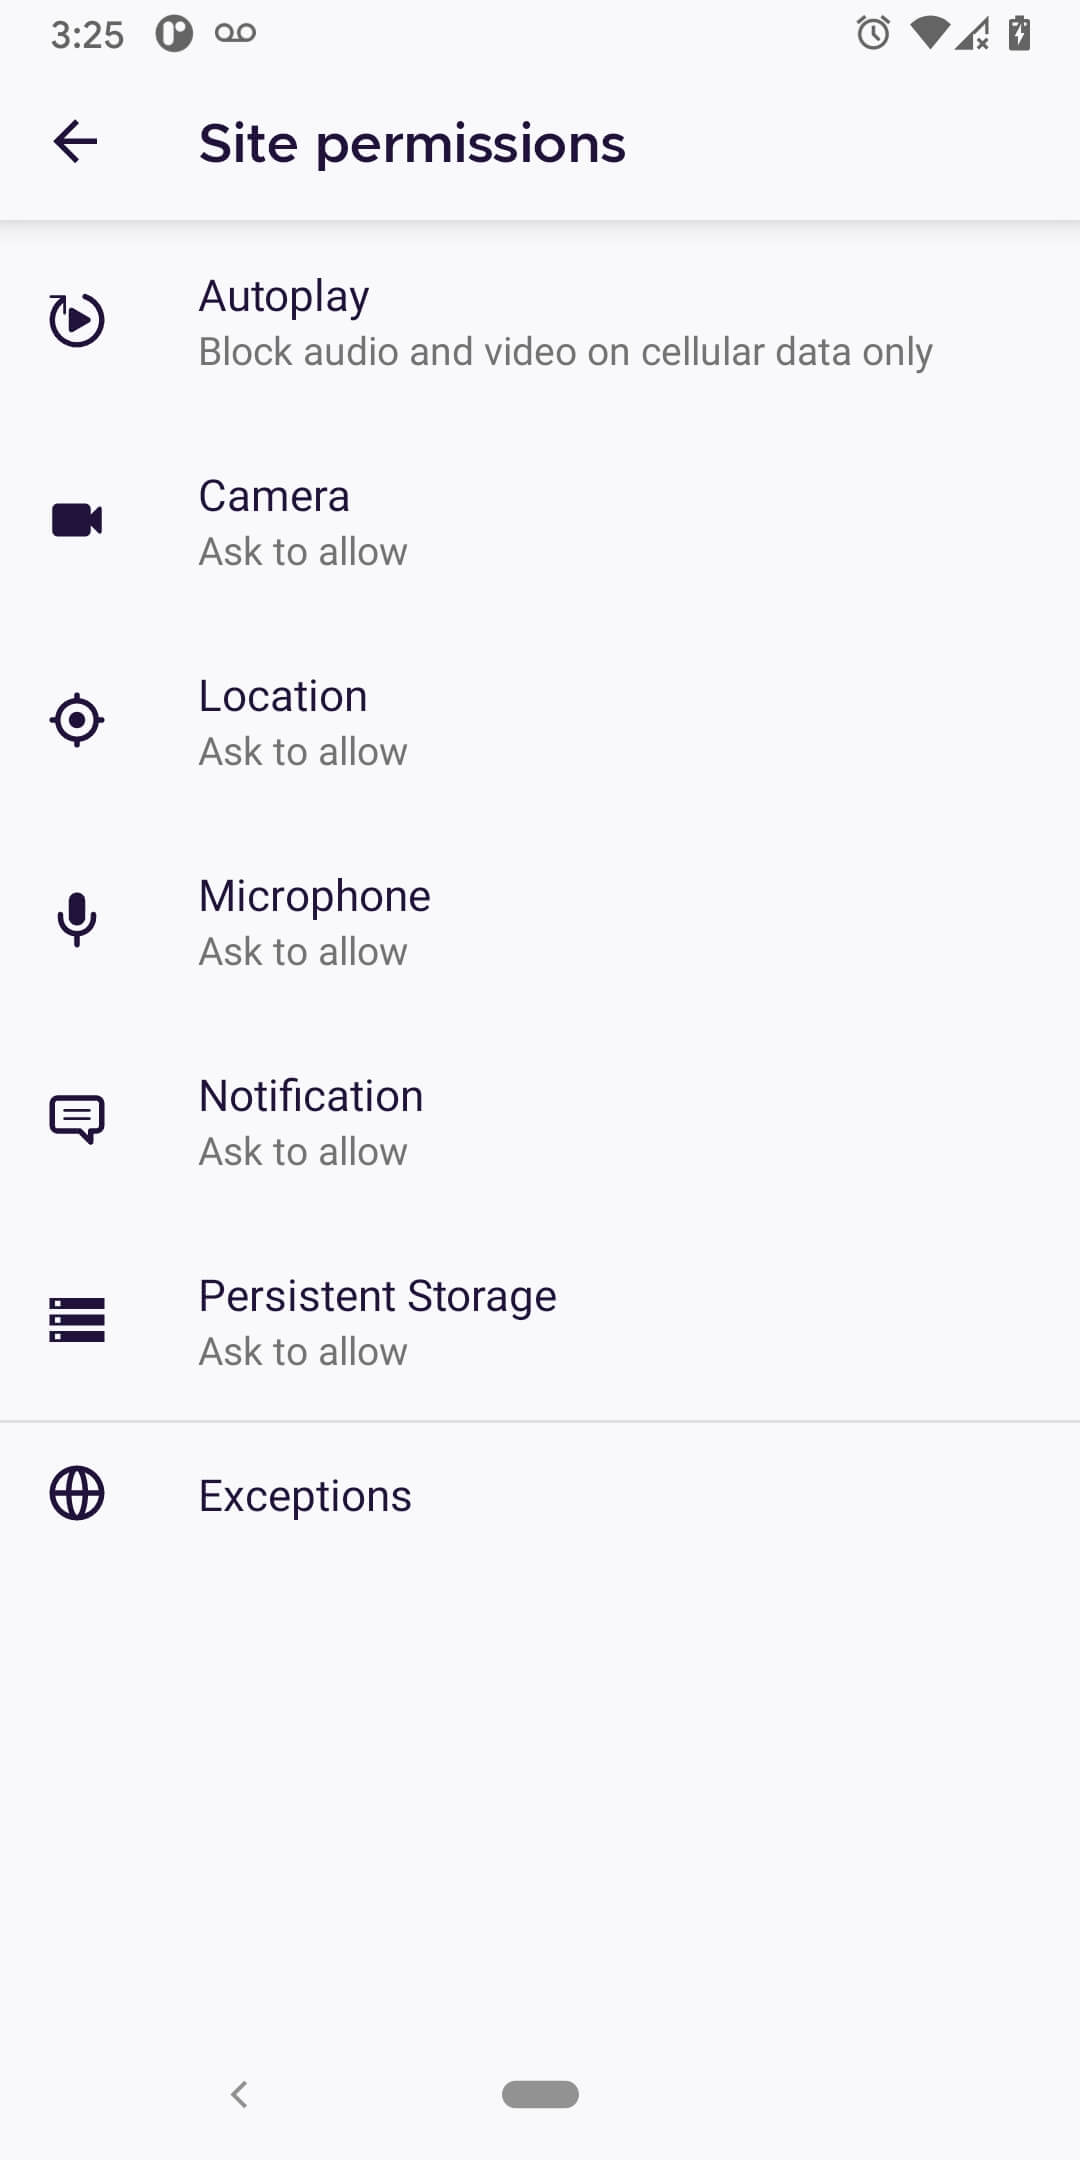 3:25
Site permissions
Autoplay
Block audio and video on cellular data only
Camera
Ask to allow
Location
Ask to allow
Microphone
Ask to allow
Notification
Ask to allow
Persistent Storage
Ask to allow
Exceptions